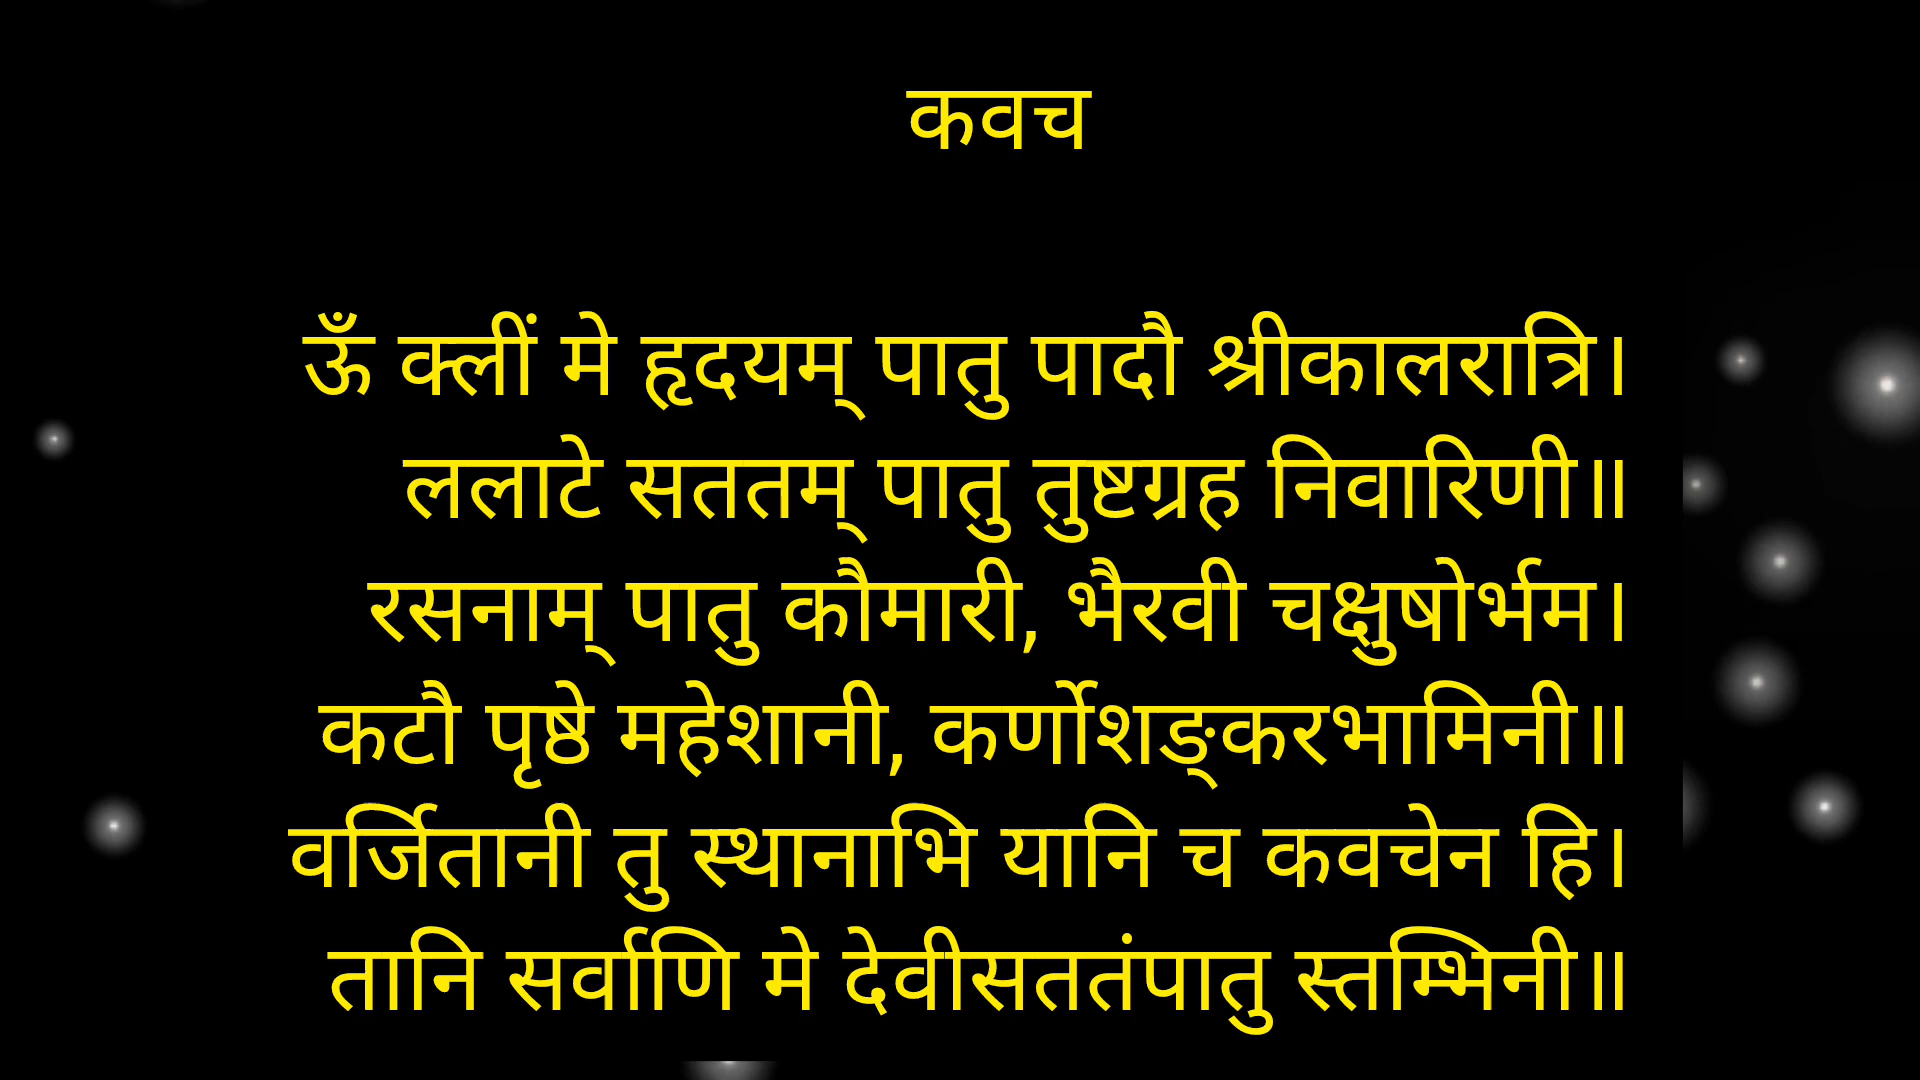 कवच
ऊँ क्लीं मे हृदयम् पातु पादौ श्रीकालरात्रि।
ललाटे सततम् पातु तुष्टग्रह निवारिणी॥
रसनाम् पातु कौमारी, भैरवी चक्षुषोर्भम।
कटौ पृष्ठे महेशानी, कर्णोशङ्करभामिनी॥
वर्जितानी तु स्थानाभि यानि च कवचेन हि।
तानि सर्वाणि मे देवीसततंपातु स्तम्भिनी॥